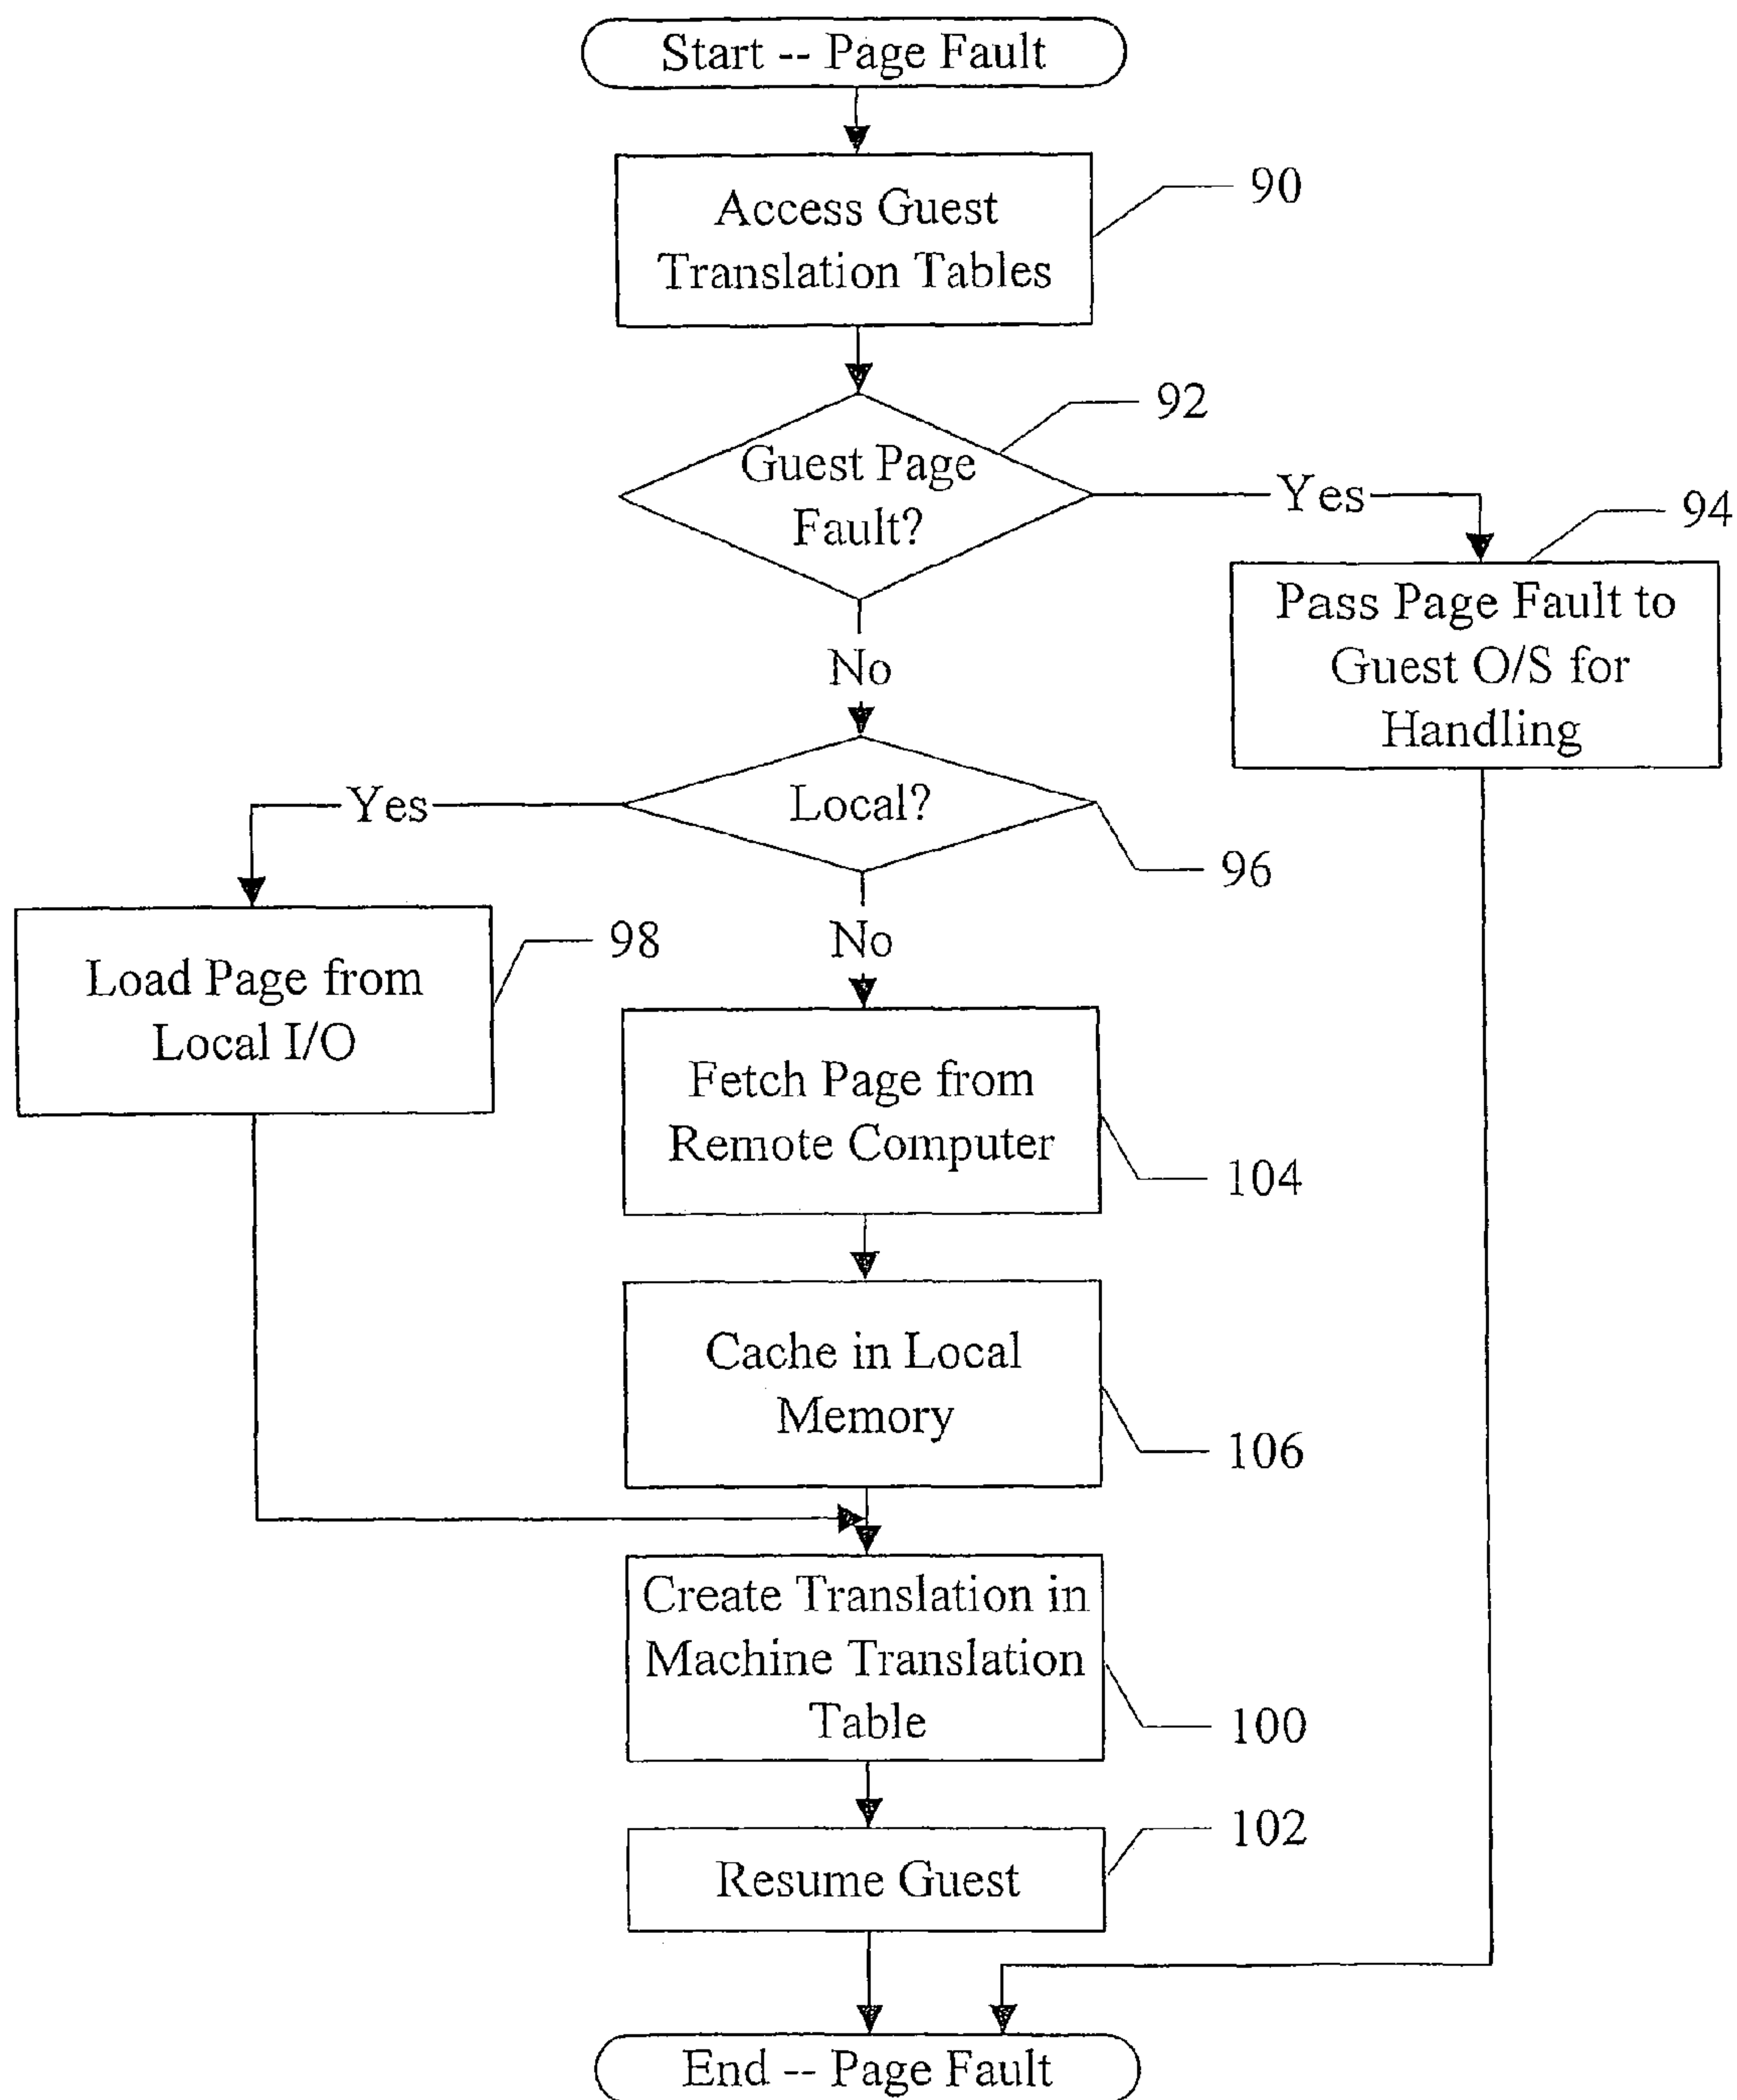 Start -- Page Fault
Access Guest
Translation Tables
90
Guest Page
Fault?
92
Yes
94
Pass Page Fault to
Guest O/S for
Handling
No
Local?
96
Yes
98
Load Page from
Local I/O
No
Fetch Page from
Remote Computer
104
Cache in Local
Memory
106
Create Translation in
Machine Translation
Table
100
Resume Guest
102
End -- Page Fault